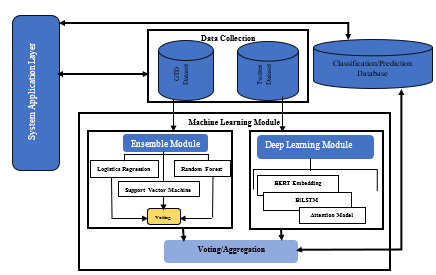 System Application Layer
Data Collection
GTD
Dataset
Twitter
Dataset
Classification/Prediction
Database
Machine Learning Module
Ensemble Module
Deep Learning Module
Logistics Regression
Random Forest
Support Vector Machine
Voting
BERT Embedding
BiLSTM
Attention Model
Voting/Aggregation